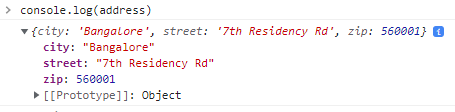 > console.log(address)
▼ {city: 'Bangalore', street: '7th Residency Rd', zip: 560001} i
city: "Bangalore"
street: "7th Residency Rd"
zip: 560001
▶ [[Prototype]]: Object